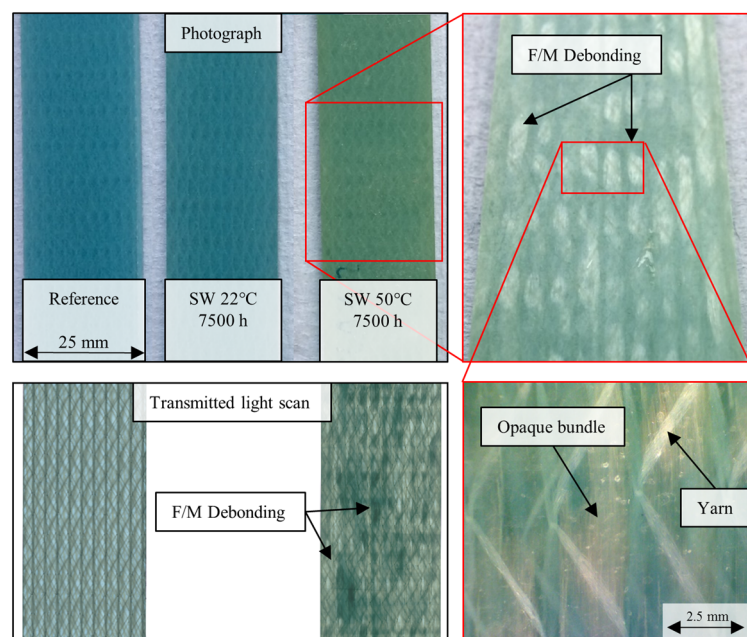 Photograph
F/M Debonding
Reference
25 mm
SW 22°C
7500 h
SW 50°C
7500 h
Transmitted light scan
F/M Debonding
Opaque bundle
Yarn
2.5 mm